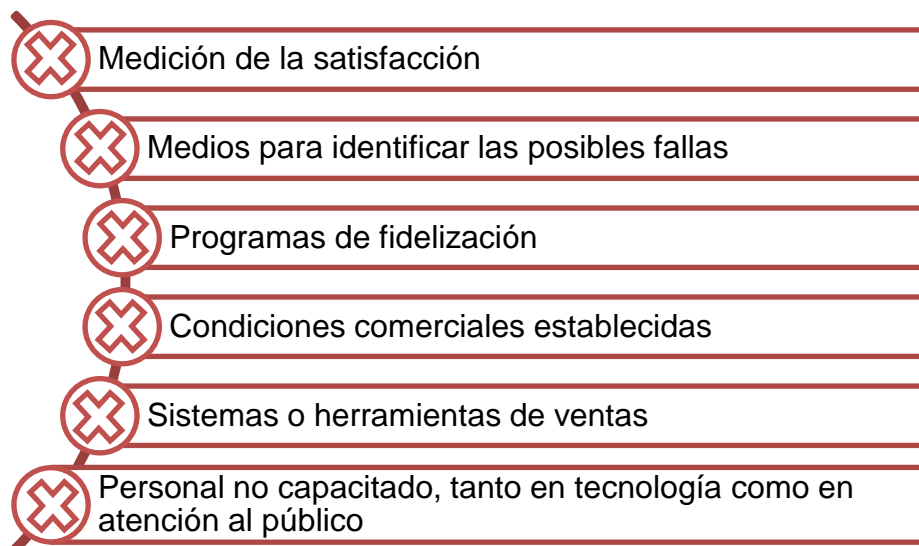 Medición de la satisfacción
Medios para identificar las posibles fallas
Programas de fidelización
Condiciones comerciales establecidas
Sistemas o herramientas de ventas
Personal no capacitado, tanto en tecnología como en
atención al público